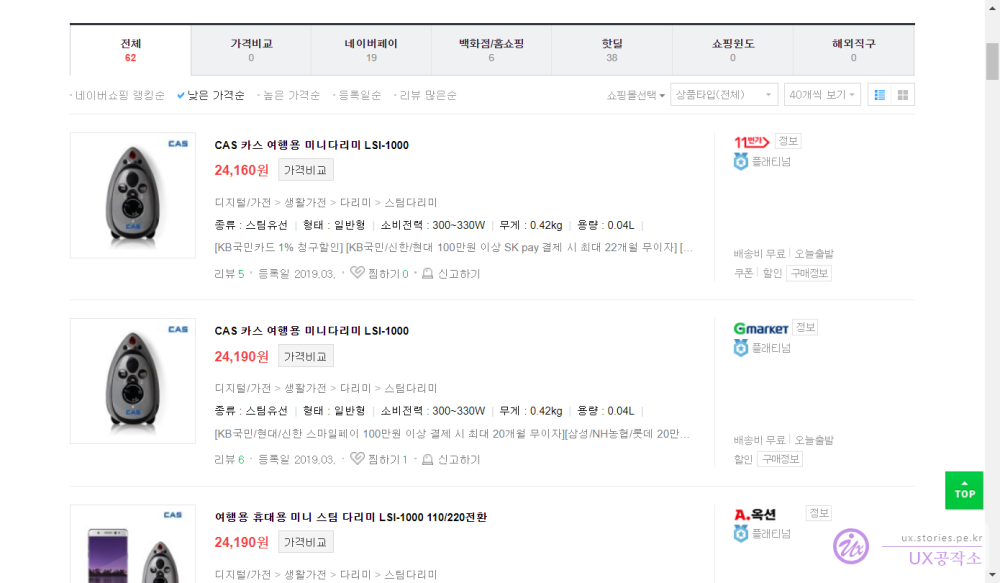 전체 가격비교 네이버페이 백화점/홈쇼핑 핫딜 쇼핑윈도 해외직구
62 0 19 6 38 0 0
네이버쇼핑 랭킹순 낮은 가격순 높은 가격순 등록일순 리뷰 많은순 쇼핑몰선택 상품타입(전체) 40개씩 보기
CAS
CAS
CAS 카스 여행용 미니다리미 LSI-1000
24,160원 가격비교
디지털/가전 > 생활가전 > 다리미 > 스팀다리미
종류 : 스팀유선 | 형태 : 일반형 | 소비전력 : 300~330W | 무게 : 0.42kg | 용량 : 0.04L |
[KB국민카드 1% 청구할인] [KB국민/신한/현대 100만원 이상 SK pay 결제 시 최대 22개월 무이자] [...
리뷰 5 · 등록일 2019.03. · 찜하기 0 · 신고하기
11번가 정보
플래티넘
배송비 무료 | 오늘출발
쿠폰 | 할인 구매정보
CAS
CAS
CAS 카스 여행용 미니다리미 LSI-1000
24,190원 가격비교
디지털/가전 > 생활가전 > 다리미 > 스팀다리미
종류 : 스팀유선 | 형태 : 일반형 | 소비전력 : 300~330W | 무게 : 0.42kg | 용량 : 0.04L |
[KB국민/현대/신한 스마일페이 100만원 이상 결제 시 최대 20개월 무이자][삼성/NH농협/롯데 20만...
리뷰 6 · 등록일 2019.03. · 찜하기 1 · 신고하기
Gmarket 정보
플래티넘
배송비 무료 | 오늘출발
할인 구매정보
CAS
여행용 휴대용 미니 스팀 다리미 LSI-1000 110/220전환
24,190원 가격비교
디지털/가전 > 생활가전 > 다리미 > 스팀다리미
A.옥션 정보
플래티넘
TOP
ux.stories.pe.kr
UX공작소
Ux